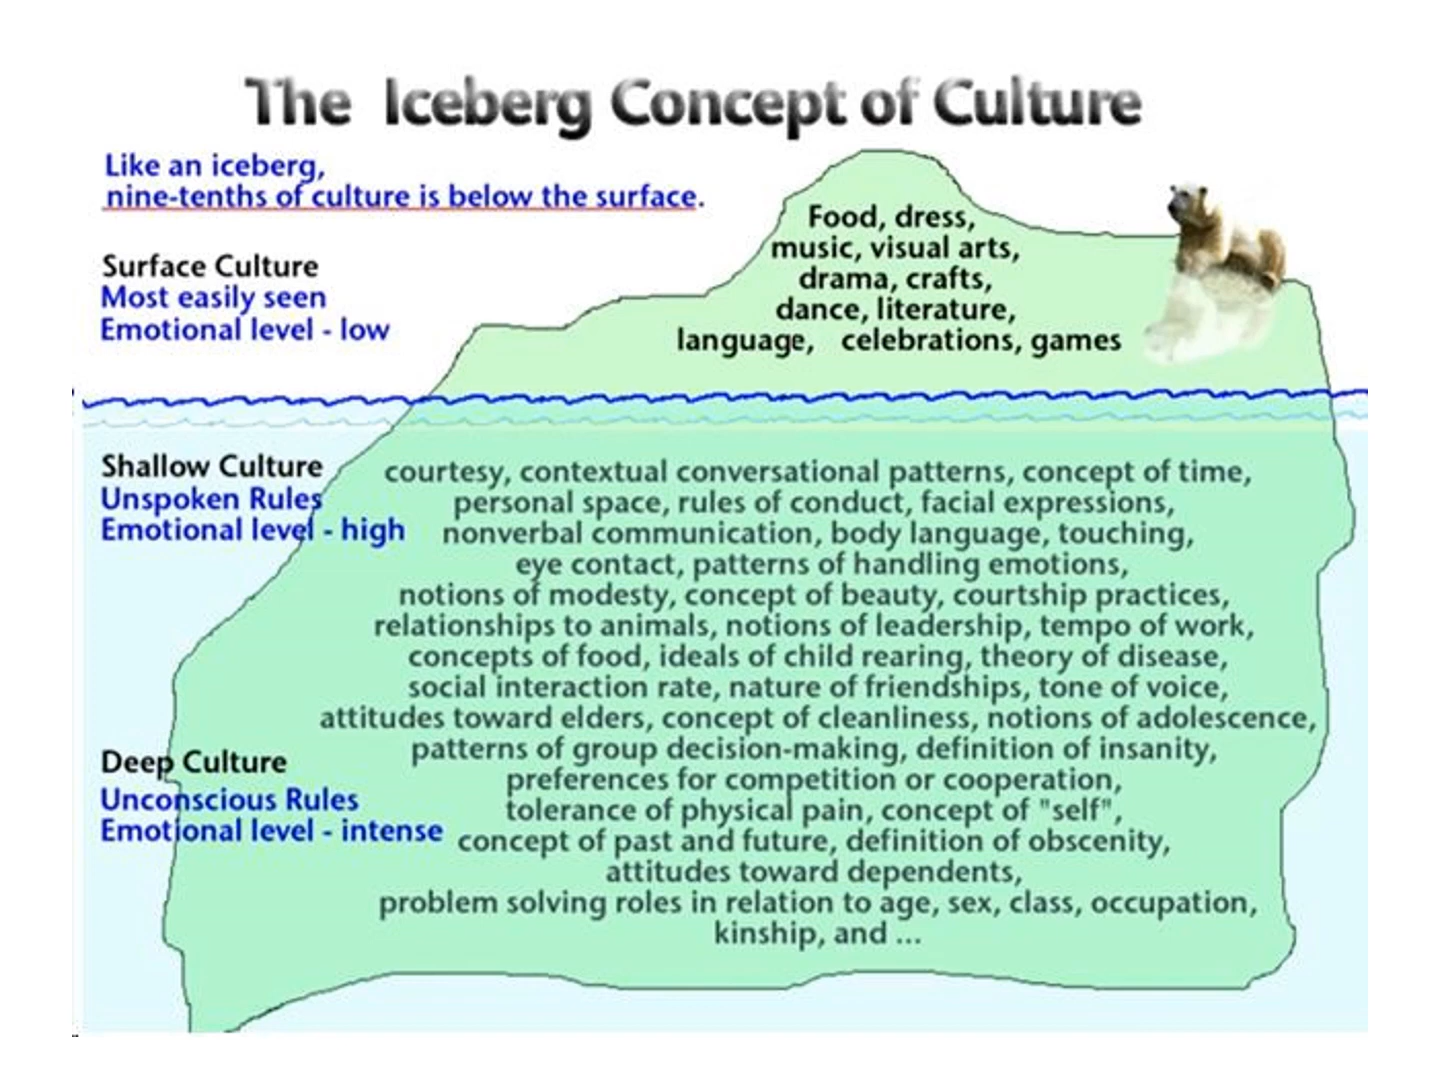 The Iceberg Concept of Culture
Like an iceberg,
nine-tenths of culture is below the surface.
Food, dress,
music, visual arts,
drama, crafts,
dance, literature,
language, celebrations, games
Surface Culture
Most easily seen
Emotional level - low
Shallow Culture
Unspoken Rules
Emotional level - high
courtesy, contextual conversational patterns, concept of time,
personal space, rules of conduct, facial expressions,
nonverbal communication, body language, touching,
eye contact, patterns of handling emotions,
notions of modesty, concept of beauty, courtship practices,
relationships to animals, notions of leadership, tempo of work,
concepts of food, ideals of child rearing, theory of disease,
social interaction rate, nature of friendships, tone of voice,
attitudes toward elders, concept of cleanliness, notions of adolescence,
patterns of group decision-making, definition of insanity,
preferences for competition or cooperation,
tolerance of physical pain, concept of "self",
concept of past and future, definition of obscenity,
attitudes toward dependents,
problem solving roles in relation to age, sex, class, occupation,
kinship, and ...
Deep Culture
Unconscious Rules
Emotional level - intense